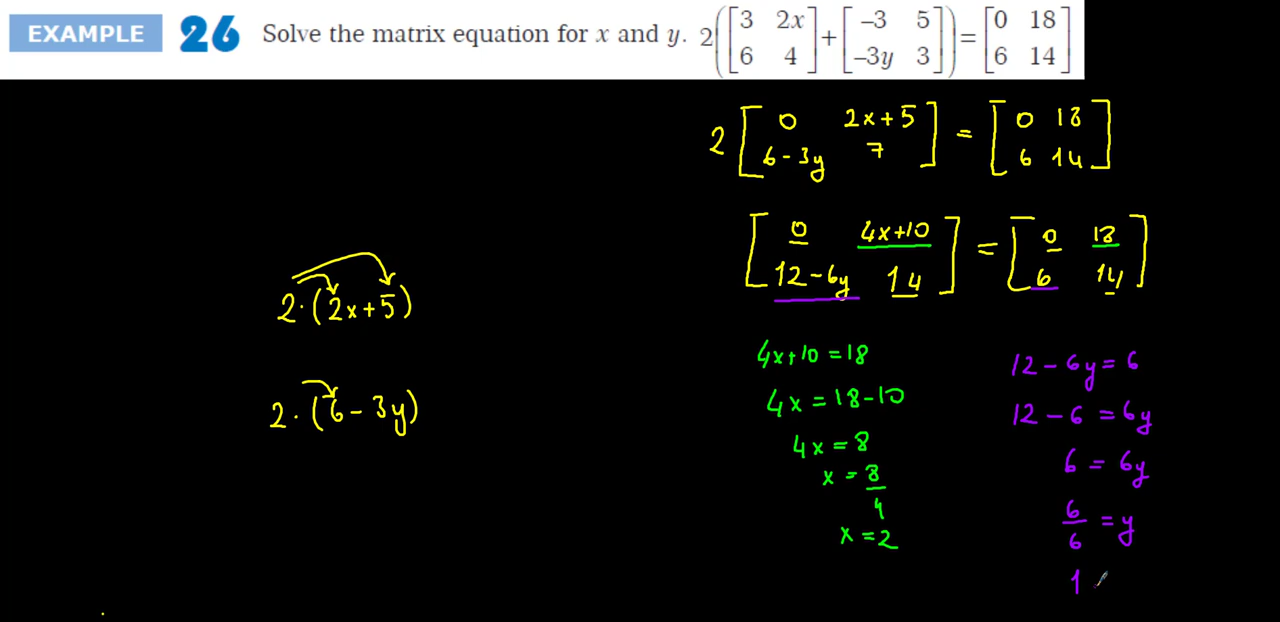 EXAMPLE 26 Solve the matrix equation for x and y. 2([3 2x; 6 4] + [–3 5; –3y 3]) = [0 18; 6 14]
2 [0 2x+5; 6-3y 7] = [0 18; 6 14]
[0 4x+10; 12-6y 14] = [0 18; 6 14]
2·(2x+5)
2·(6-3y)
4x+10=18
4x=18-10
4x=8
x=8/4
x=2
12-6y=6
12-6=6y
6=6y
6/6=y
1